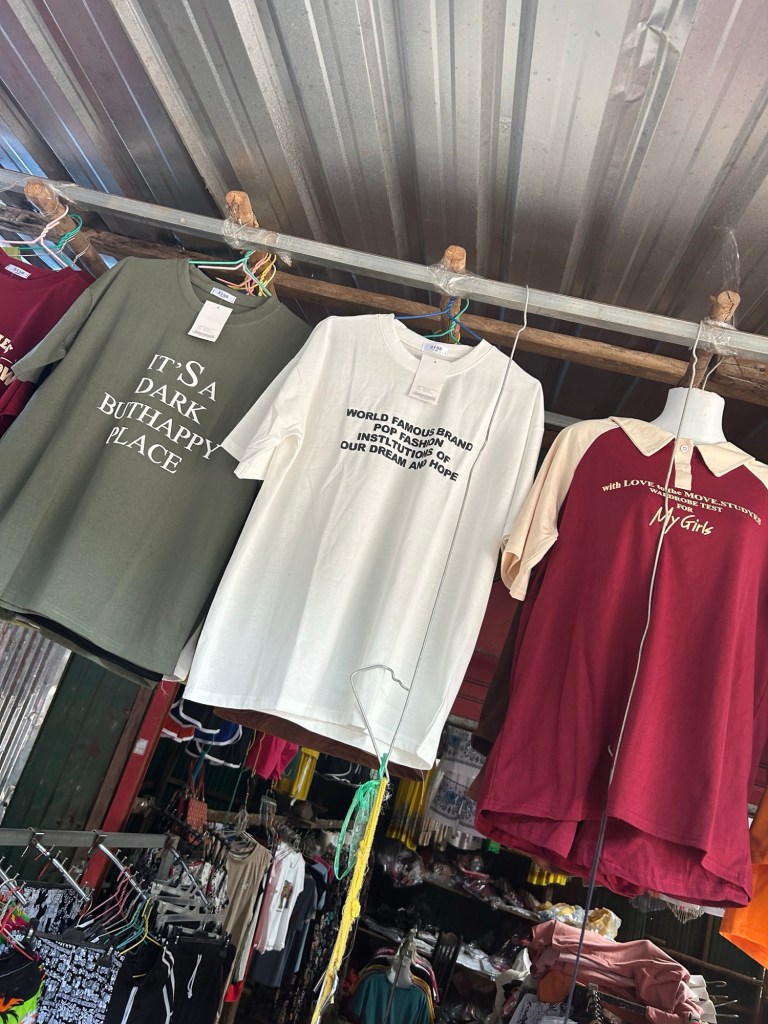 IT'S A
DARK
BUTHAPPY
PLACE
WORLD FAMOUS BRAND
POP FASHION
INSTLTUTIONS OF
OUR DREAM AND HOPE
with LOVE to the MOVE.STUDYES
WARDROBE TEST
FOR
My Girls